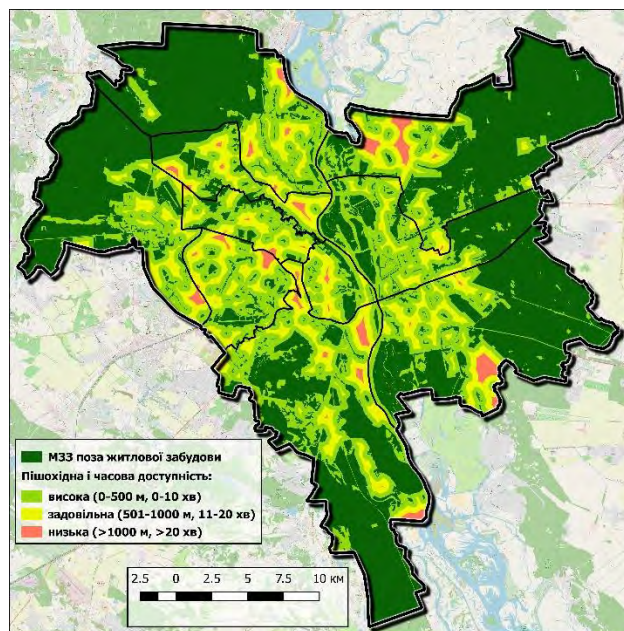 МЗЗ поза житлової забудови
Пішохідна і часова доступність:
висока (0-500 м, 0-10 хв)
задовільна (501-1000 м, 11-20 хв)
низька (>1000 м, >20 хв)
2.5 0 2.5 5 7.5 10 км